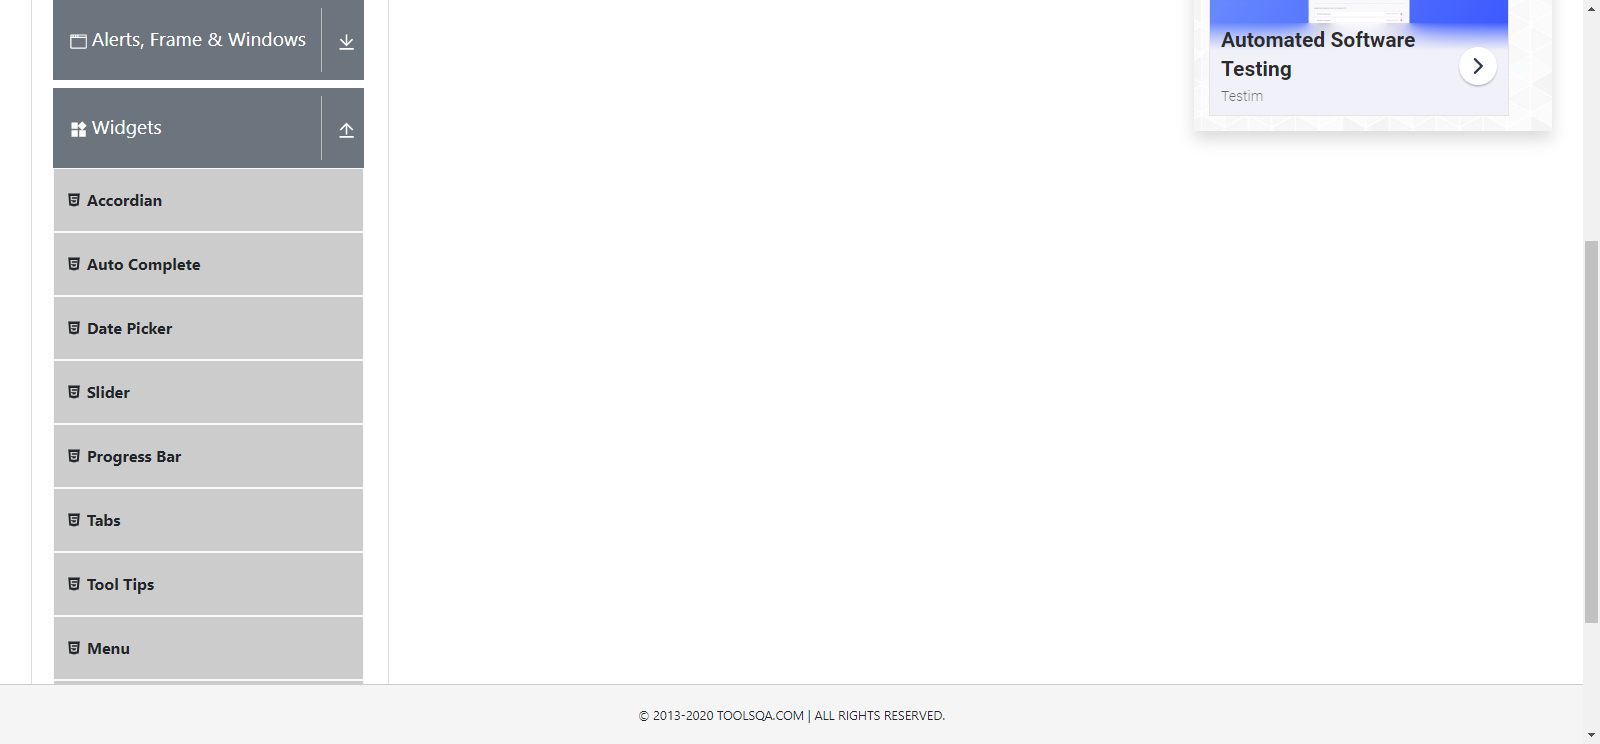 Alerts, Frame & Windows
Widgets
Accordian
Auto Complete
Date Picker
Slider
Progress Bar
Tabs
Tool Tips
Menu
Automated Software
Testing
Testim
© 2013-2020 TOOLSQA.COM | ALL RIGHTS RESERVED.